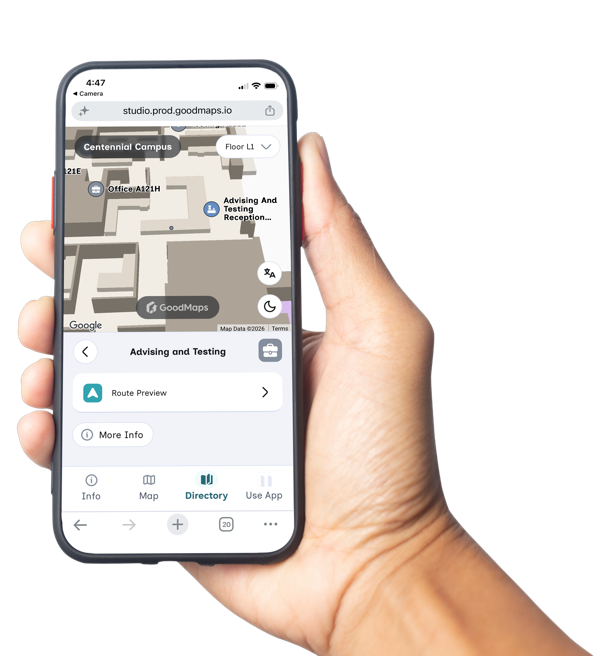 4:47
◀ Camera
studio.prod.goodmaps.io
Centennial Campus
Floor L1
121E
Office A121H
Advising And
Testing
Reception...
GoodMaps
Google
Map Data ©2026
Terms
Advising and Testing
Route Preview
More Info
Info
Map
Directory
Use App
20